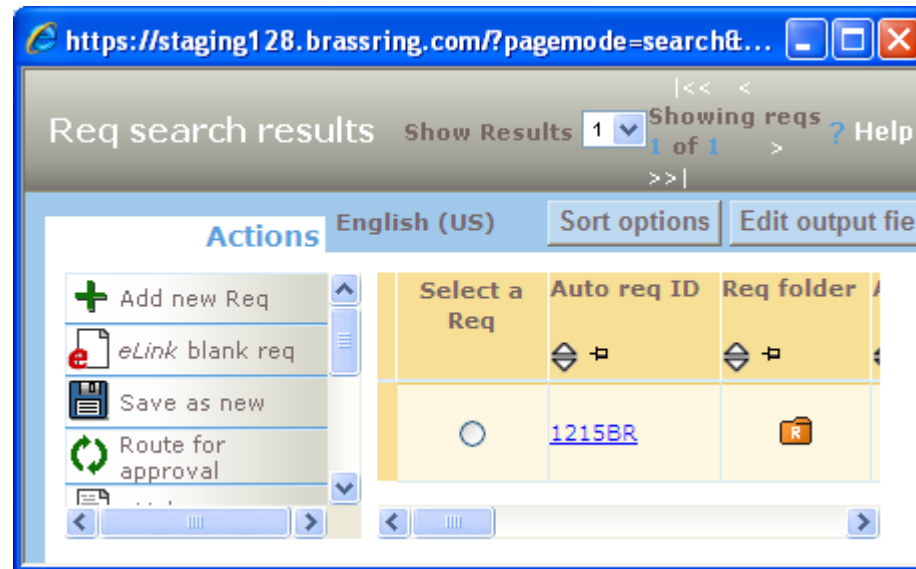 https://staging128.brassring.com/?pagemode=search&...
|<< <
Req search results Show Results 1 Showing reqs ? Help
1 of 1 >
>>|
Actions English (US) Sort options Edit output fie
Add new Req
eLink blank req
Save as new
Route for
approval
Select a Auto req ID Req folder
Req
1215BR R